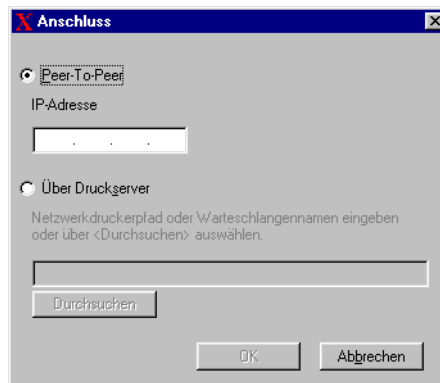 Anschluss
Peer-To-Peer
IP-Adresse
. . .
Über Druckserver
Netzwerkdruckerpfad oder Warteschlangennamen eingeben
oder über <Durchsuchen> auswählen.
Durchsuchen
OK Abbrechen